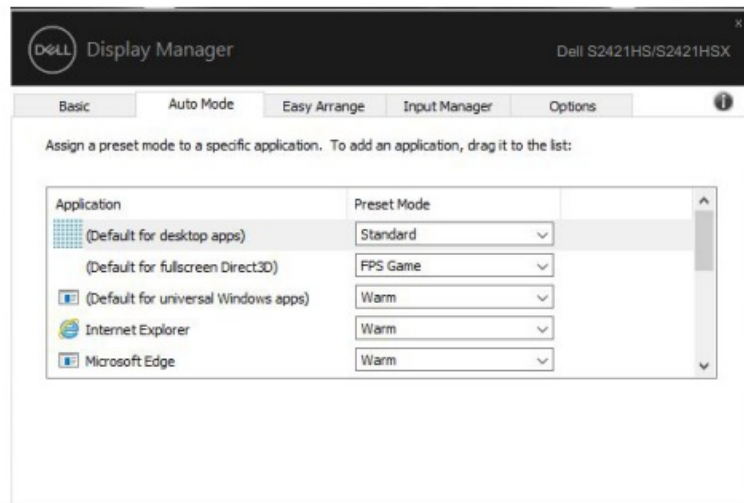 DELL Display Manager
Dell S2421HS/S2421HSX
Basic Auto Mode Easy Arrange Input Manager Options
Assign a preset mode to a specific application. To add an application, drag it to the list:
Application Preset Mode
(Default for desktop apps) Standard
(Default for fullscreen Direct3D) FPS Game
(Default for universal Windows apps) Warm
Internet Explorer Warm
Microsoft Edge Warm